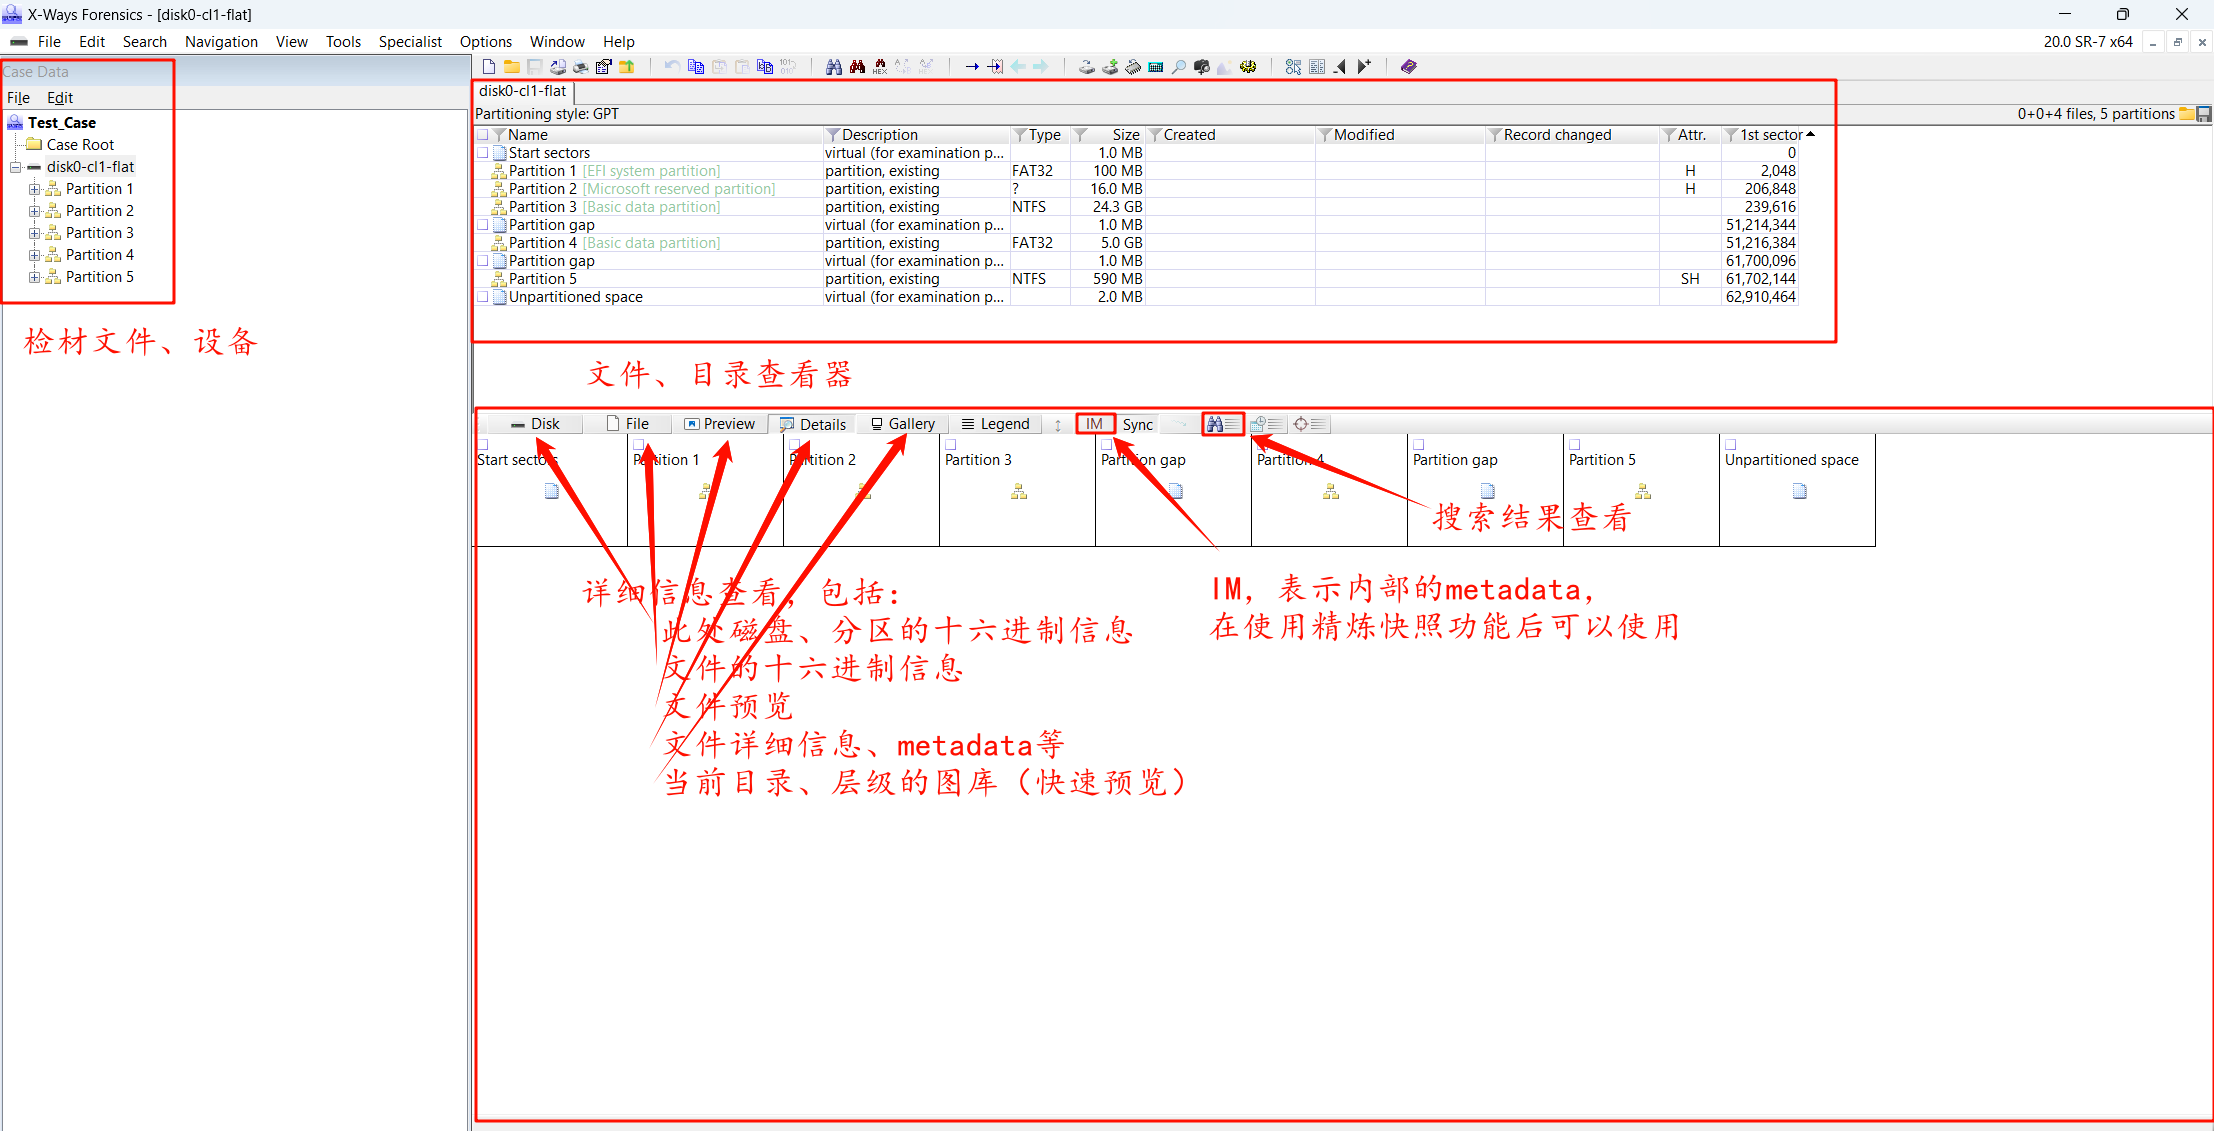 X-Ways Forensics - [disk0-cl1-flat]
File Edit Search Navigation View Tools Specialist Options Window Help
20.0 SR-7 x64
Case Data
File Edit
Test_Case
Case Root
disk0-cl1-flat
Partition 1
Partition 2
Partition 3
Partition 4
Partition 5
检材文件、设备
disk0-cl1-flat
Partitioning style: GPT
0+0+4 files, 5 partitions
Name Description Type Size Created Modified Record changed Attr. 1st sector
Start sectors virtual (for examination p... 1.0 MB 0
Partition 1 [EFI system partition] partition, existing FAT32 100 MB H 2,048
Partition 2 [Microsoft reserved partition] partition, existing ? 16.0 MB H 206,848
Partition 3 [Basic data partition] partition, existing NTFS 24.3 GB 239,616
Partition gap virtual (for examination p... 1.0 MB 51,214,344
Partition 4 [Basic data partition] partition, existing FAT32 5.0 GB 51,216,384
Partition gap virtual (for examination p... 1.0 MB 61,700,096
Partition 5 partition, existing NTFS 590 MB SH 61,702,144
Unpartitioned space virtual (for examination p... 2.0 MB 62,910,464
文件、目录查看器
Disk File Preview Details Gallery Legend IM Sync
Start sectors Partition 1 Partition 2 Partition 3 Partition gap Partition 4 Partition gap Partition 5 Unpartitioned space
搜索结果查看
详细信息查看，包括：
此处磁盘、分区的十六进制信息
文件的十六进制信息
文件预览
文件详细信息、metadata等
当前目录、层级的图库（快速预览）
IM，表示内部的metadata，
在使用精炼快照功能后可以使用